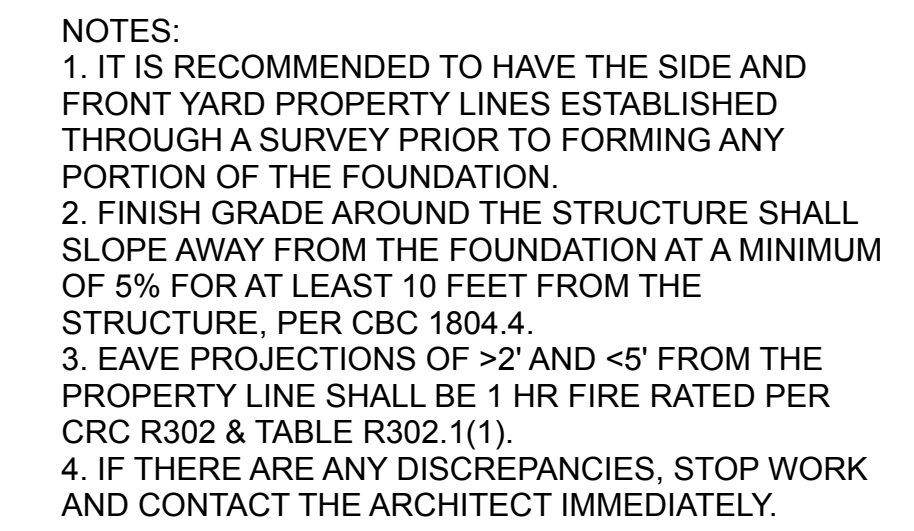 NOTES:
1. IT IS RECOMMENDED TO HAVE THE SIDE AND
FRONT YARD PROPERTY LINES ESTABLISHED
THROUGH A SURVEY PRIOR TO FORMING ANY
PORTION OF THE FOUNDATION.
2. FINISH GRADE AROUND THE STRUCTURE SHALL
SLOPE AWAY FROM THE FOUNDATION AT A MINIMUM
OF 5% FOR AT LEAST 10 FEET FROM THE
STRUCTURE, PER CBC 1804.4.
3. EAVE PROJECTIONS OF >2' AND <5' FROM THE
PROPERTY LINE SHALL BE 1 HR FIRE RATED PER
CRC R302 & TABLE R302.1(1).
4. IF THERE ARE ANY DISCREPANCIES, STOP WORK
AND CONTACT THE ARCHITECT IMMEDIATELY.